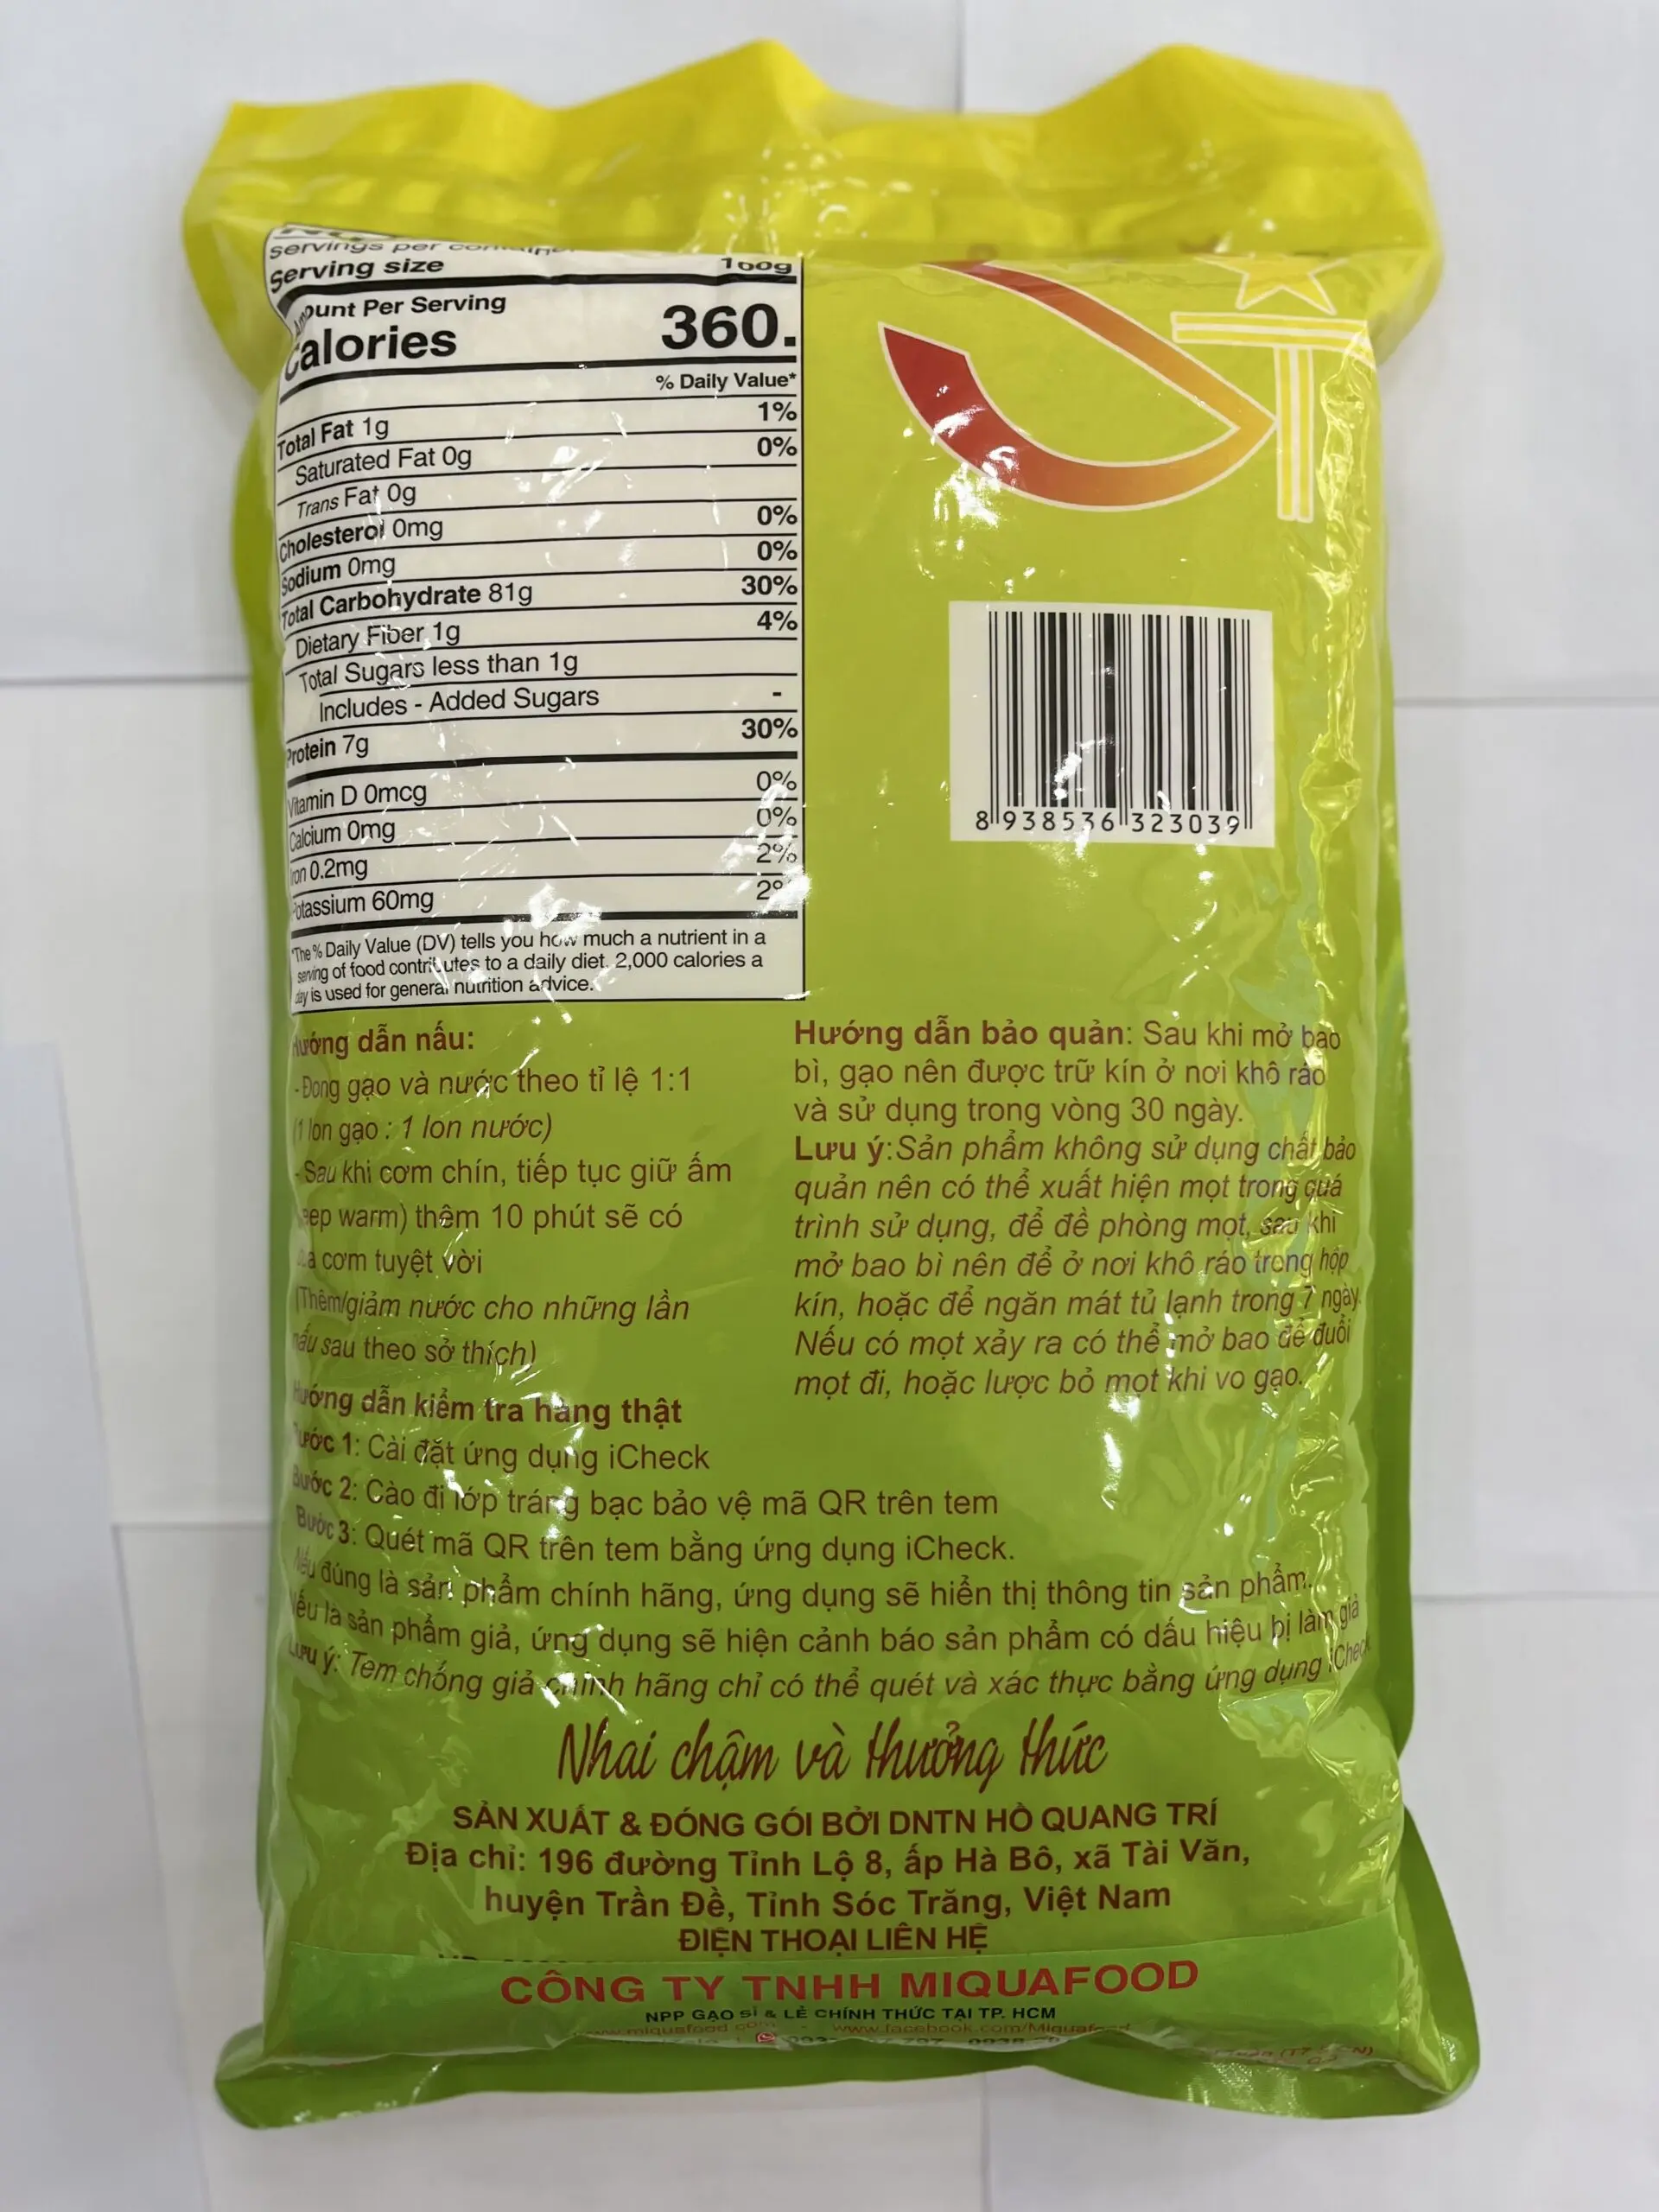 Serving size 100g
Amount Per Serving
Calories 360.
% Daily Value*
Total Fat 1g 1%
Saturated Fat 0g 0%
Trans Fat 0g
Cholesterol 0mg 0%
Sodium 0mg 0%
Total Carbohydrate 81g 30%
Dietary Fiber 1g 4%
Total Sugars less than 1g
Includes - Added Sugars -
Protein 7g 30%
Vitamin D 0mcg 0%
Calcium 0mg 0%
Iron 0.2mg 2%
Potassium 60mg 2%
*The % Daily Value (DV) tells you how much a nutrient in a
serving of food contributes to a daily diet. 2,000 calories a
day is used for general nutrition advice.
8 938536 323039
Hướng dẫn nấu:
- Đong gạo và nước theo tỉ lệ 1:1
(1 lon gạo : 1 lon nước)
- Sau khi cơm chín, tiếp tục giữ ấm
warm) thêm 10 phút sẽ có
cơm tuyệt vời
(Thêm/giảm nước cho những lần
nấu sau theo sở thích)
Hướng dẫn bảo quản: Sau khi mở bao
bì, gạo nên được trữ kín ở nơi khô ráo
và sử dụng trong vòng 30 ngày.
Lưu ý:Sản phẩm không sử dụng chất bảo
quản nên có thể xuất hiện mọt trong quá
trình sử dụng, để đề phòng mọt, sau khi
mở bao bì nên để ở nơi khô ráo trong hộp
kín, hoặc để ngăn mát tủ lạnh trong 7 ngày.
Nếu có mọt xảy ra có thể mở bao để đuổi
mọt đi, hoặc lược bỏ mọt khi vo gạo.
Hướng dẫn kiểm tra hàng thật
Bước 1: Cài đặt ứng dụng iCheck
Bước 2: Cào đi lớp tráng bạc bảo vệ mã QR trên tem
Bước 3: Quét mã QR trên tem bằng ứng dụng iCheck.
Nếu đúng là sản phẩm chính hãng, ứng dụng sẽ hiển thị thông tin sản phẩm.
Nếu là sản phẩm giả, ứng dụng sẽ hiện cảnh báo sản phẩm có dấu hiệu bị làm giả
Lưu ý: Tem chống giả chính hãng chỉ có thể quét và xác thực bằng ứng dụng iCheck
Nhai chậm và thưởng thức
SẢN XUẤT & ĐÓNG GÓI BỞI DNTN HỒ QUANG TRÍ
Địa chỉ: 196 đường Tỉnh Lộ 8, ấp Hà Bô, xã Tài Văn,
huyện Trần Đề, Tỉnh Sóc Trăng, Việt Nam
ĐIỆN THOẠI LIÊN HỆ
CÔNG TY TNHH MIQUAFOOD
NPP GẠO SỈ & LẺ CHÍNH THỨC TẠI TP. HCM